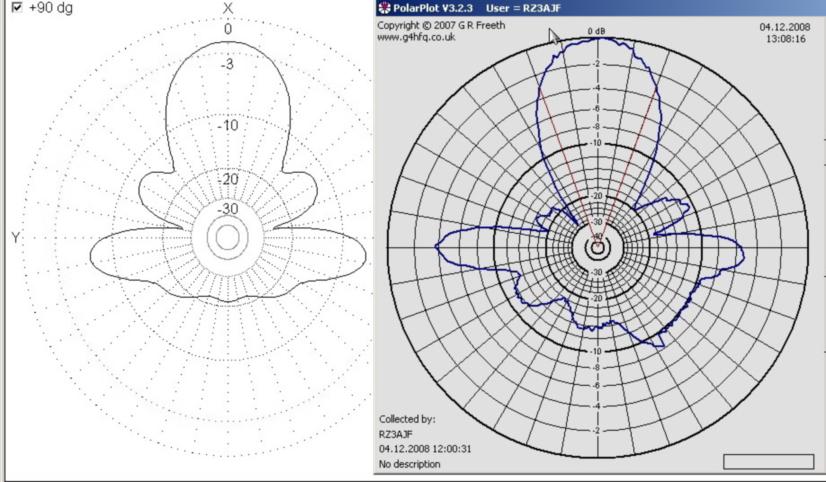 +90 dg
X
0
-3
-10
-20
-30
Y
PolarPlot V3.2.3 User = RZ3AJF
Copyright © 2007 G R Freeth
www.g4hfq.co.uk
04.12.2008
13:08:16
0 dB
-2
-4
-6
-8
-10
-20
-30
-40
-30
-20
-10
-8
-6
-4
-2
Collected by:
RZ3AJF
04.12.2008 12:00:31
No description